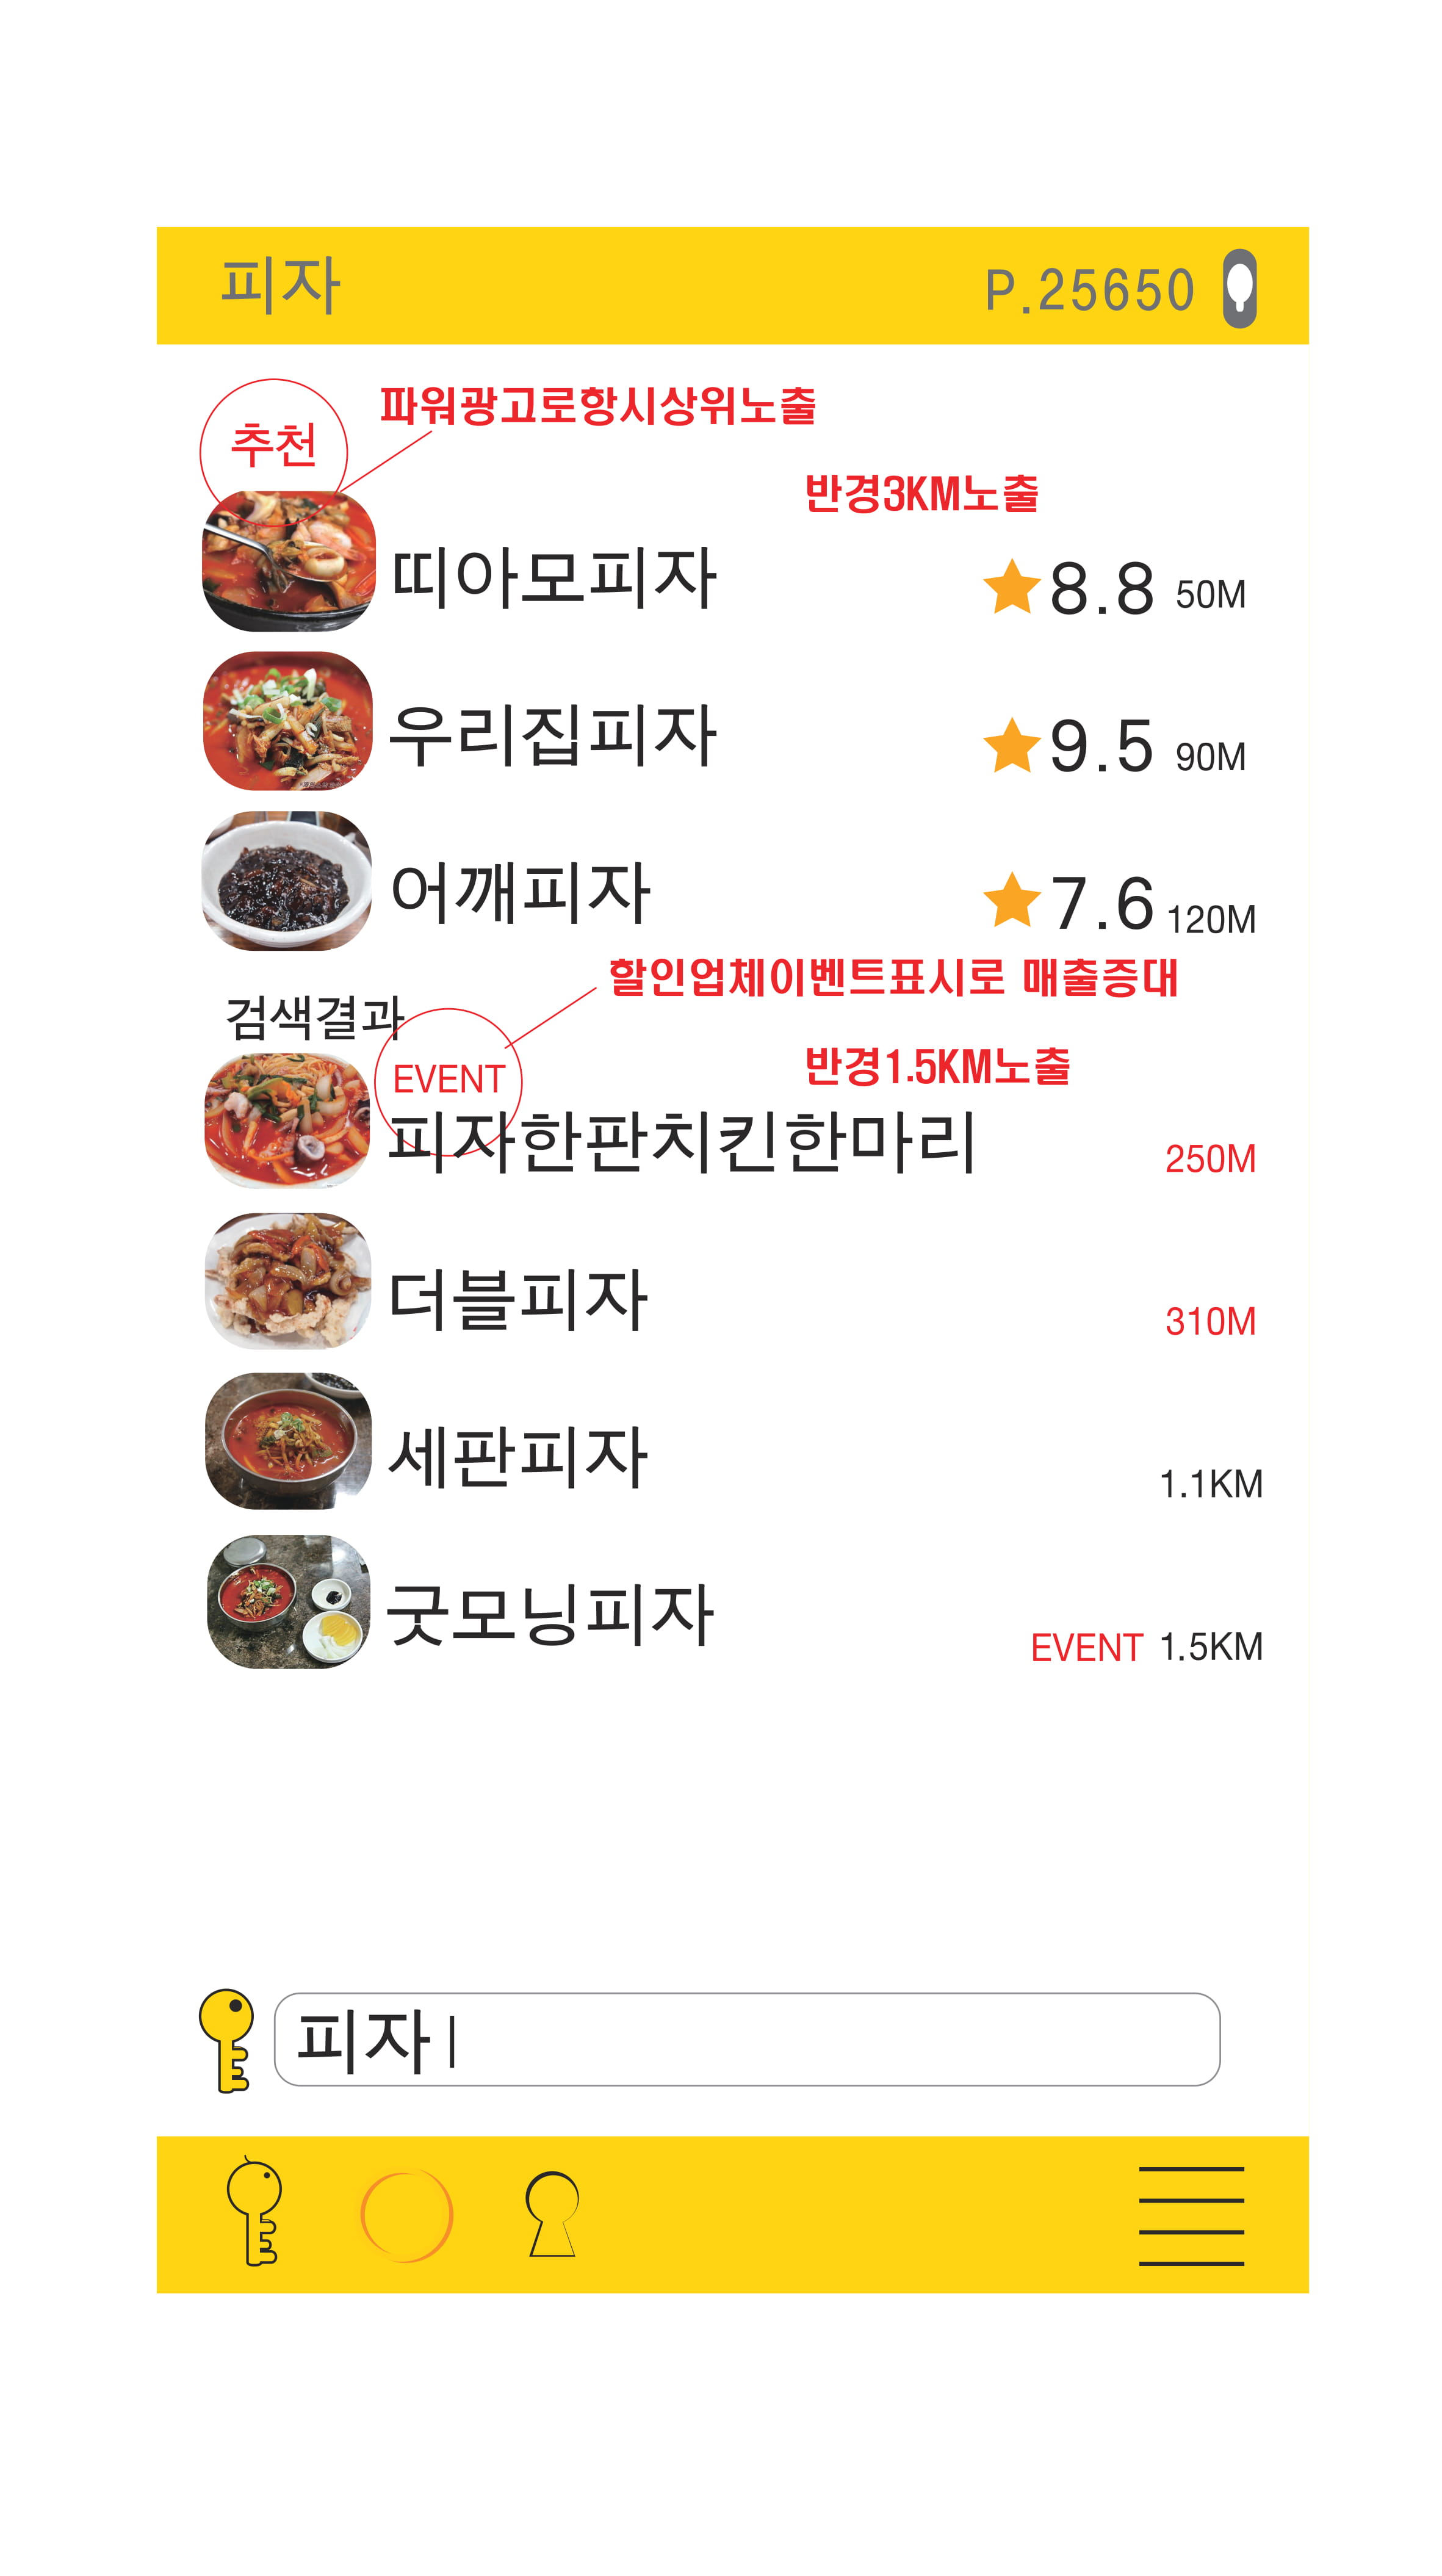 피자
P.25650
추천
파워광고로항시상위노출
반경3KM노출
띠아모피자
8.8 50M
우리집피자
9.5 90M
어깨피자
7.6 120M
할인업체이벤트표시로 매출증대
검색결과
EVENT
반경1.5KM노출
피자한판치킨한마리
250M
더블피자
310M
세판피자
1.1KM
굿모닝피자
EVENT 1.5KM
피자